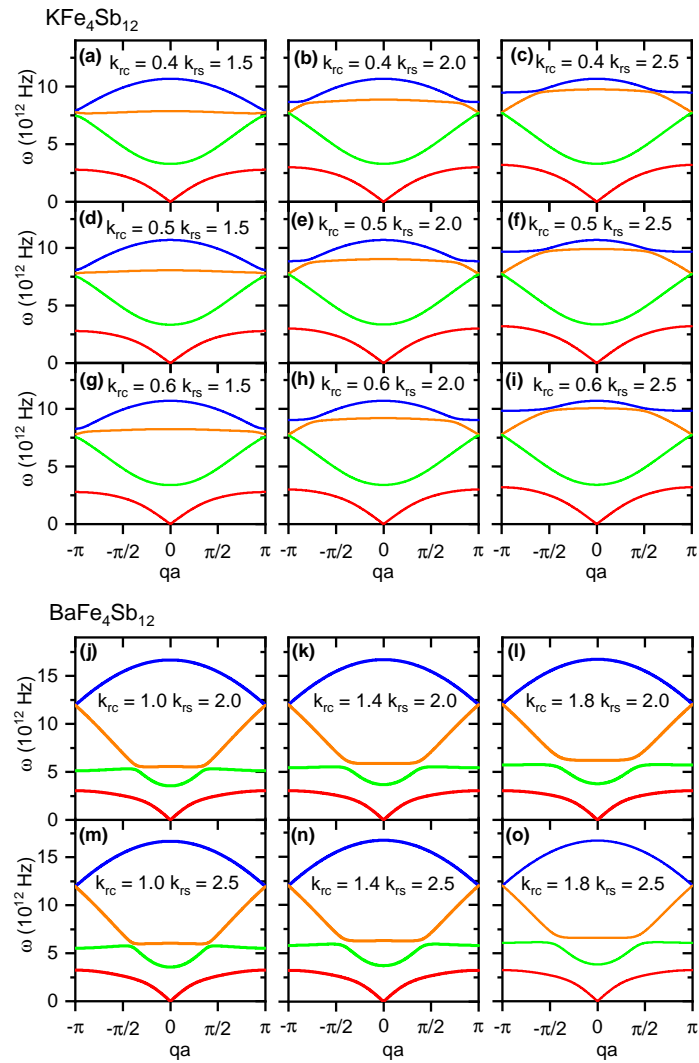 KFe4Sb12
(a) krc = 0.4 krs = 1.5
(b) krc = 0.4 krs = 2.0
(c) krc = 0.4 krs = 2.5
10
5
0
ω (10^12 Hz)
(d) krc = 0.5 krs = 1.5
(e) krc = 0.5 krs = 2.0
(f) krc = 0.5 krs = 2.5
10
5
0
ω (10^12 Hz)
(g) krc = 0.6 krs = 1.5
(h) krc = 0.6 krs = 2.0
(i) krc = 0.6 krs = 2.5
10
5
0
ω (10^12 Hz)
-π -π/2 0 π/2 π
-π -π/2 0 π/2 π
-π -π/2 0 π/2 π
qa qa qa
BaFe4Sb12
(j) krc = 1.0 krs = 2.0
(k) krc = 1.4 krs = 2.0
(l) krc = 1.8 krs = 2.0
15
10
5
0
ω (10^12 Hz)
(m) krc = 1.0 krs = 2.5
(n) krc = 1.4 krs = 2.5
(o) krc = 1.8 krs = 2.5
15
10
5
0
ω (10^12 Hz)
-π -π/2 0 π/2 π
-π -π/2 0 π/2 π
-π -π/2 0 π/2 π
qa qa qa